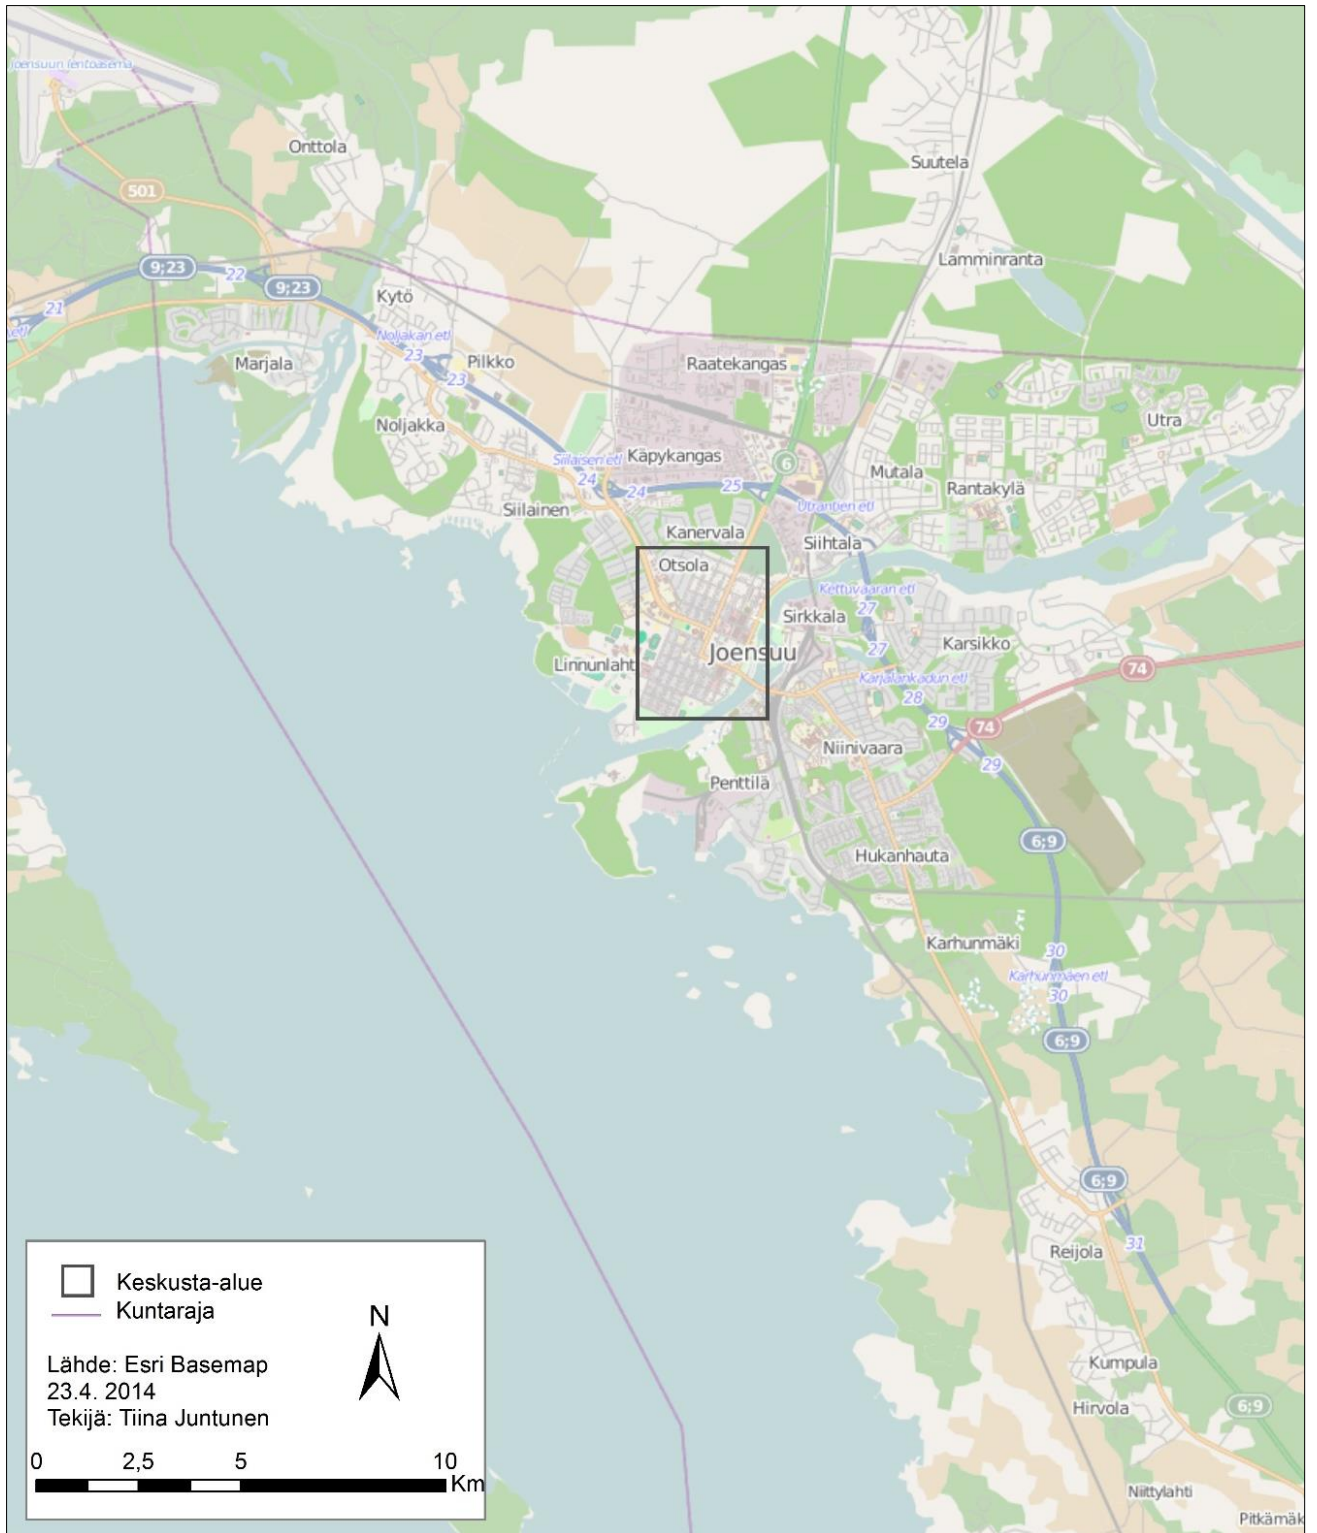 Joensuun lentoasema
Onttola
Suutela
501
Lamminranta
9;23
22
9;23
21
Kytö
Noljakan etl
23
Pilkko
Raatekangas
Marjala
23
Noljakka
Utra
Käpykangas
Siilaisen etl
6
Mutala
24
24
25
Rantakylä
Siilainen
Utrantien etl
Kanervala
Siihtala
Otsola
Kettuvaaran etl
27
Sirkkala
27
Karsikko
Joensuu
Linnunlaht
74
Karjalankadun etl
28
29
74
Niinivaara
29
Penttilä
6;9
Hukanhauta
Karhunmäki
30
Karhunmäen etl
30
6;9
6;9
31
Reijola
Kumpula
Hirvola
6;9
Niittylahti
Pitkämäk
Keskusta-alue
Kuntaraja
N
Lähde: Esri Basemap
23.4. 2014
Tekijä: Tiina Juntunen
0 2,5 5 10
Km